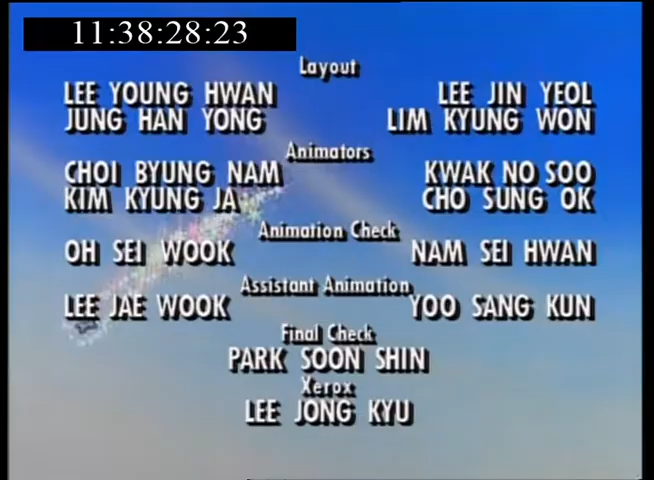 11:38:28:23
Layout
LEE YOUNG HWAN LEE JIN YEOL
JUNG HAN YONG LIM KYUNG WON
Animators
CHOI BYUNG NAM KWAK NO SOO
KIM KYUNG JA CHO SUNG OK
Animation Check
OH SEI WOOK NAM SEI HWAN
Assistant Animation
LEE JAE WOOK YOO SANG KUN
Final Check
PARK SOON SHIN
Xerox
LEE JONG KYU